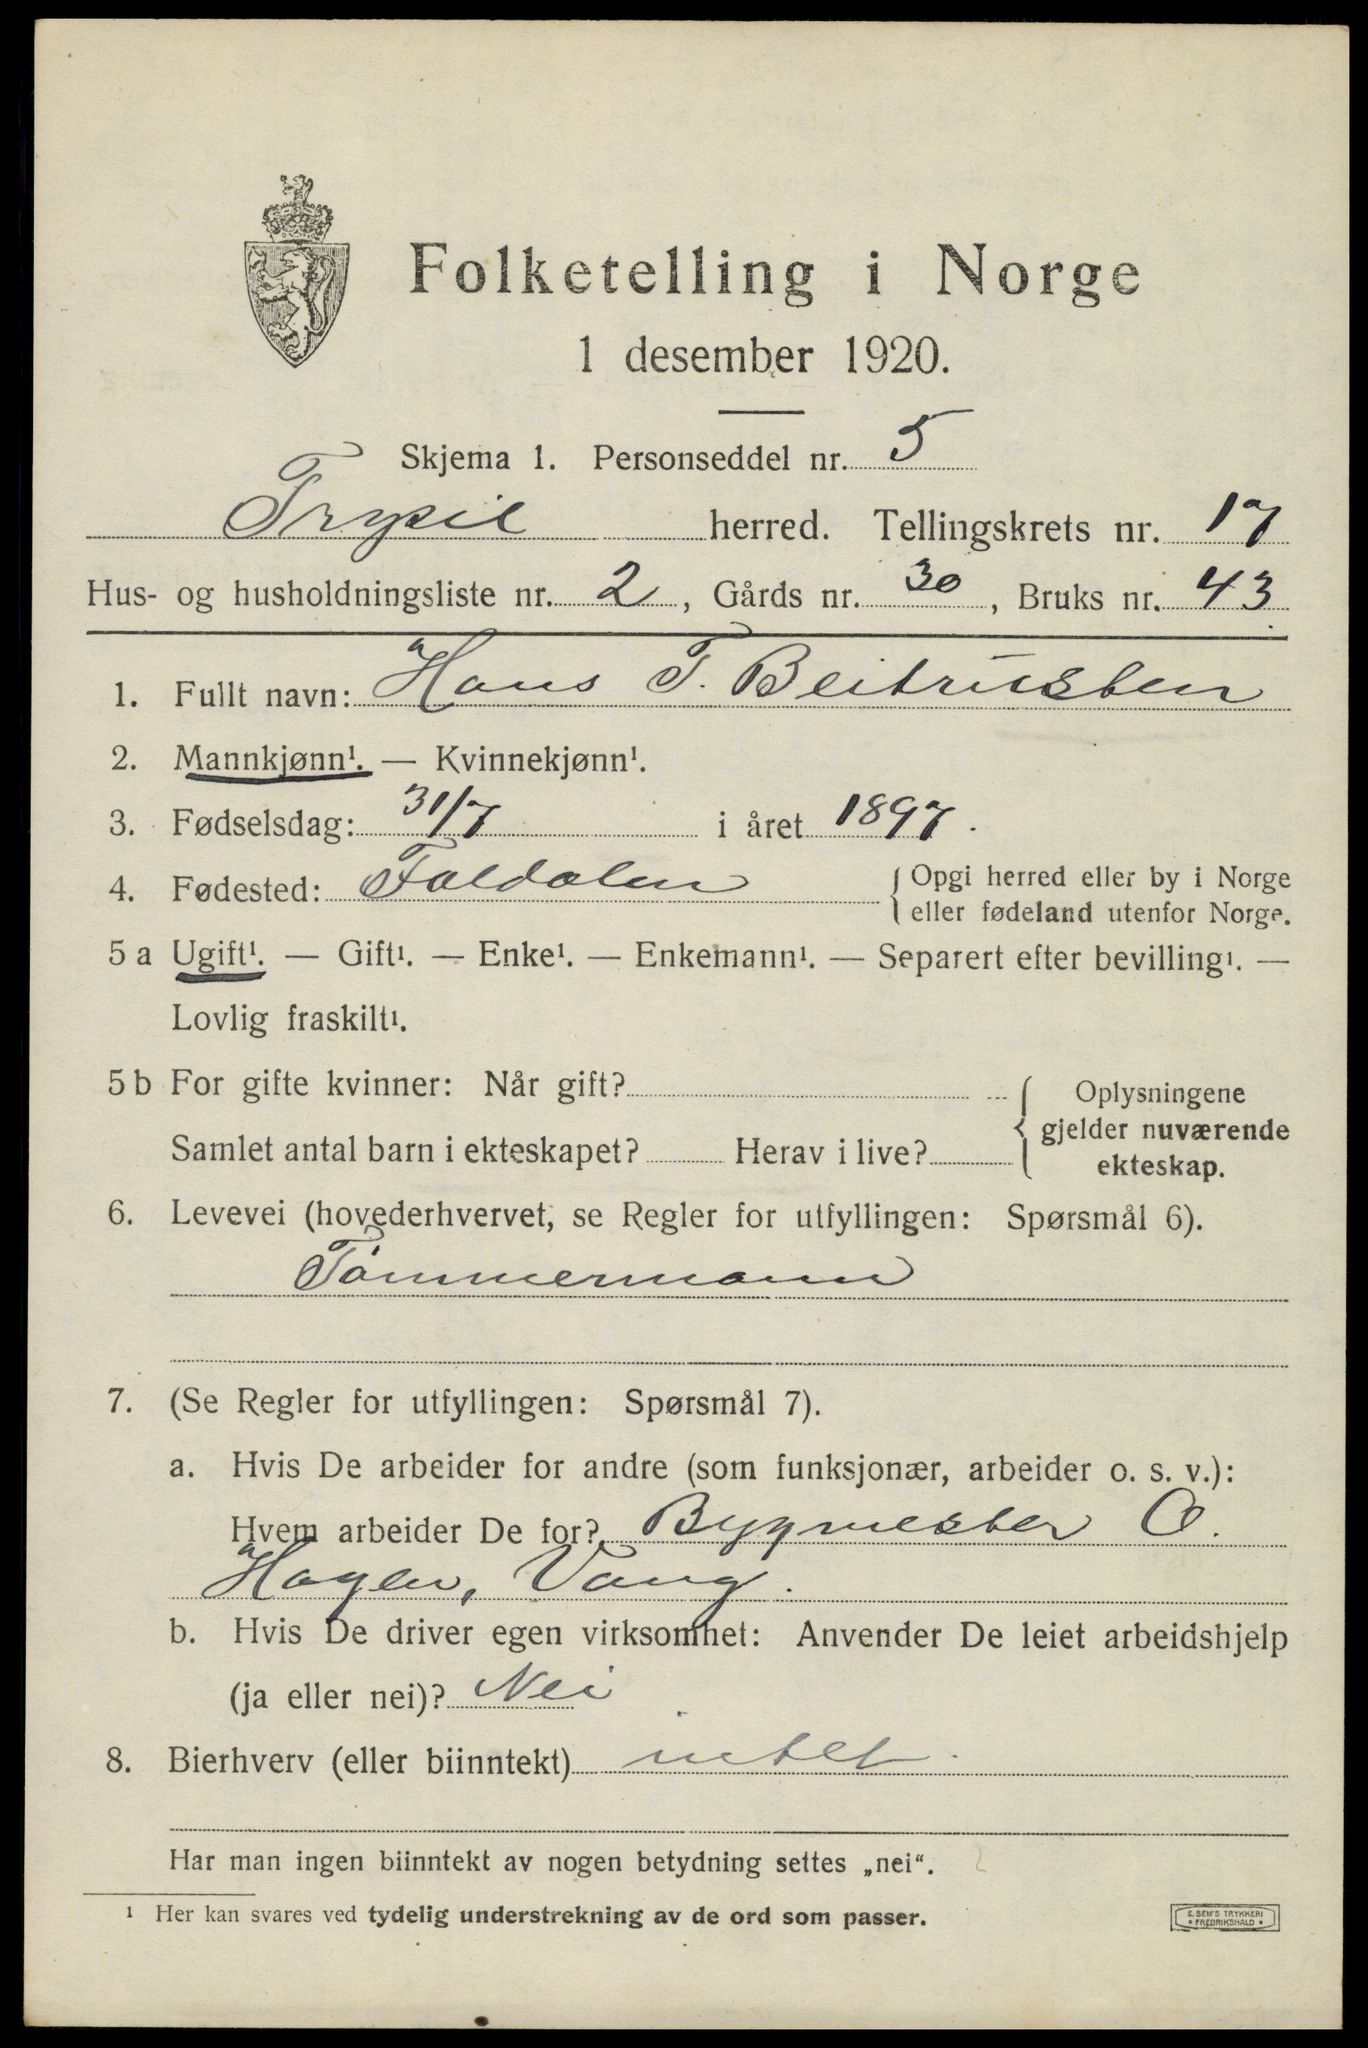 Folketelling i Norge
1 desember 1920.
Skjema 1. Personseddel nr. 5
Trysil herred. Tellingskrets nr. 17
Hus- og husholdningsliste nr. 2, Gårds nr. 30, Bruks nr. 43
1. Fullt navn: Hans T. Beitrusten
2. Mannkjønn¹. — Kvinnekjønn¹.
3. Fødselsdag: 31/7 i året 1897.
4. Fødested: Foldalen { Opgi herred eller by i Norge
eller fødeland utenfor Norge.
5 a Ugift¹. — Gift¹. — Enke¹. — Enkemann¹. — Separert efter bevilling¹. —
Lovlig fraskilt¹.
5 b For gifte kvinner: Når gift? { Oplysningene
gjelder nuværende
Samlet antal barn i ekteskapet? Herav i live? ekteskap.
6. Levevei (hovederhvervet, se Regler for utfyllingen: Spørsmål 6).
Tømmermann
7. (Se Regler for utfyllingen: Spørsmål 7).
a. Hvis De arbeider for andre (som funksjonær, arbeider o. s. v.):
Hvem arbeider De for? Bygmester O.
Hagen, Vang.
b. Hvis De driver egen virksomhet: Anvender De leiet arbeidshjelp
(ja eller nei)? Nei
8. Bierhverv (eller biinntekt) intet.
Har man ingen biinntekt av nogen betydning settes „nei“.
¹ Her kan svares ved tydelig understrekning av de ord som passer.
E. SEM'S TRYKKERI
• FREDRIKSHALD •